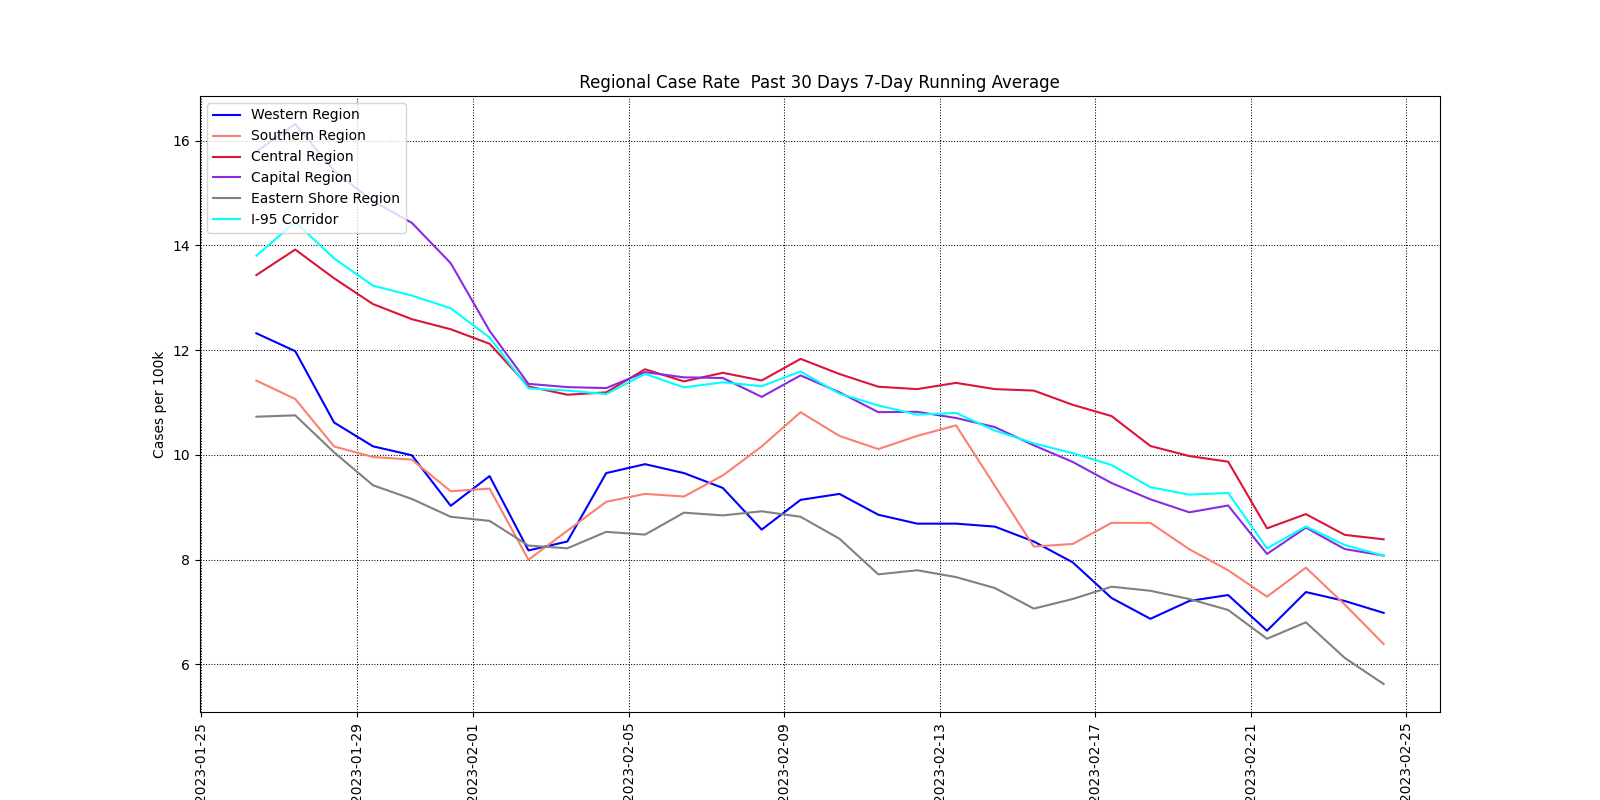 Regional Case Rate  Past 30 Days 7-Day Running Average
Western Region
Southern Region
Central Region
Capital Region
Eastern Shore Region
I-95 Corridor
Cases per 100k
16
14
12
10
8
6
2023-01-25
2023-01-29
2023-02-01
2023-02-05
2023-02-09
2023-02-13
2023-02-17
2023-02-21
2023-02-25